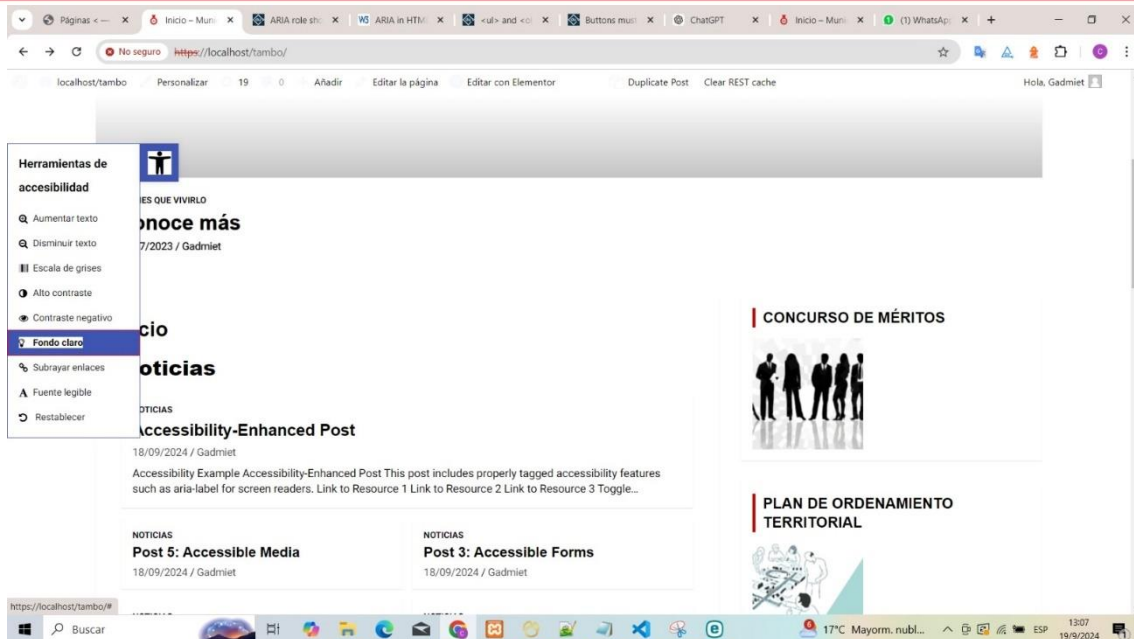 Páginas < —
Inicio – Muni
ARIA role
ARIA in HTM
<ul> and
Buttons must
ChatGPT
Inicio – Muni
(1) WhatsAp
No seguro
https://localhost/tambo/
localhost/tambo
Personalizar
19
0
Añadir
Editar la página
Editar con Elementor
Duplicate Post
Clear REST cache
Hola, Gadmiet
Herramientas de
accesibilidad
Aumentar texto
Disminuir texto
Escala de grises
Alto contraste
Contraste negativo
Fondo claro
Subrayar enlaces
Fuente legible
Restablecer
ES QUE VIVIRLO
onoce más
7/2023 / Gadmiet
cio
oticias
OTICIAS
Accessibility-Enhanced Post
18/09/2024 / Gadmiet
Accessibility Example Accessibility-Enhanced Post This post includes properly tagged accessibility features
such as aria-label for screen readers. Link to Resource 1 Link to Resource 2 Link to Resource 3 Toggle...
NOTICIAS
Post 5: Accessible Media
18/09/2024 / Gadmiet
NOTICIAS
Post 3: Accessible Forms
18/09/2024 / Gadmiet
CONCURSO DE MÉRITOS
PLAN DE ORDENAMIENTO
TERRITORIAL
https://localhost/tambo/#
Buscar
17°C Mayorm. nubl...
ESP
13:07
19/9/2024